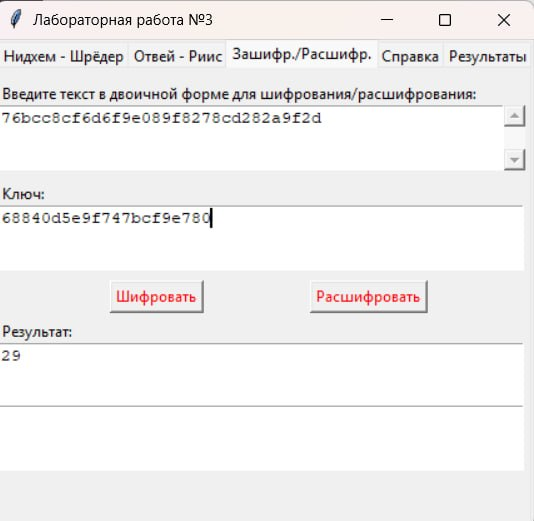 Лабораторная работа №3
Нидхем - Шрёдер Отвей - Риис Зашифр./Расшифр. Справка Результаты
Введите текст в двоичной форме для шифрования/расшифрования:
76bcc8cf6d6f9e089f8278cd282a9f2d
Ключ:
68840d5e9f747bcf9e780
Шифровать Расшифровать
Результат:
29